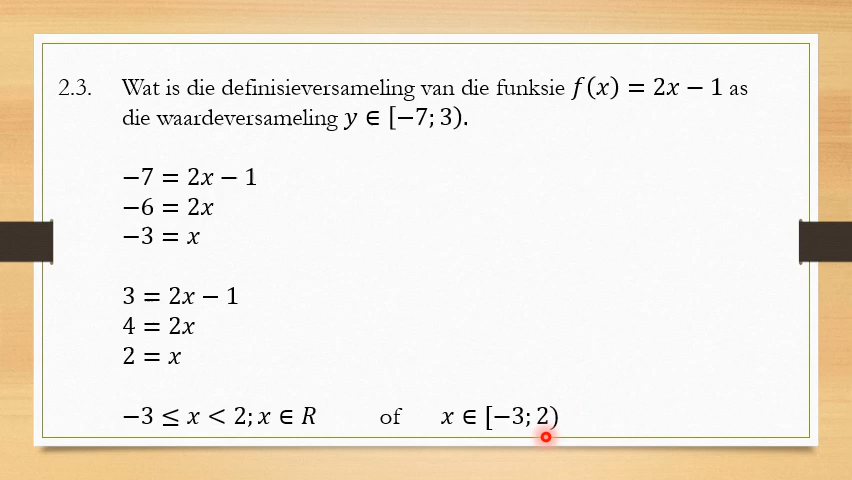 2.3. Wat is die definisieversameling van die funksie f(x) = 2x − 1 as
die waardeversameling y ∈ [−7; 3).
−7 = 2x − 1
−6 = 2x
−3 = x
3 = 2x − 1
4 = 2x
2 = x
−3 ≤ x < 2; x ∈ R of x ∈ [−3; 2)